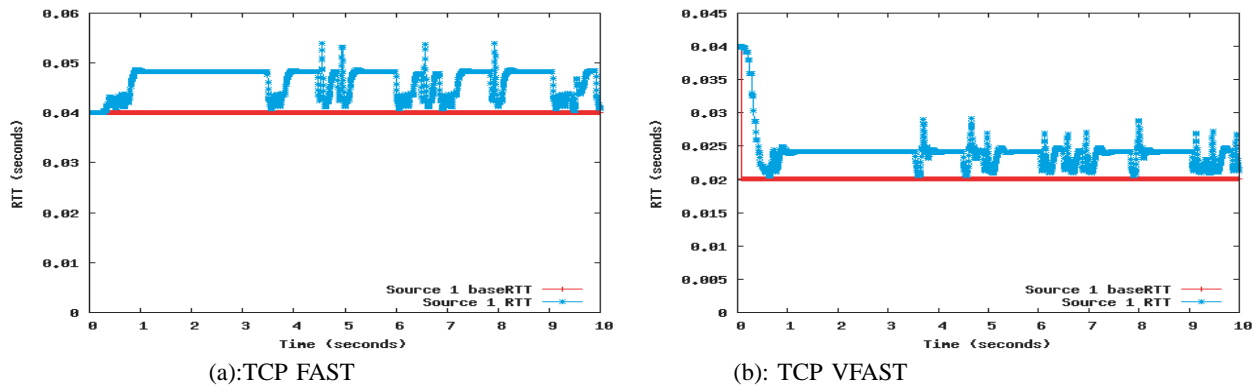 0.06
0.05
0.04
0.03
0.02
0.01
0
RTT (seconds)
Source 1 baseRTT
Source 1 RTT
0 1 2 3 4 5 6 7 8 9 10
Time (seconds)
(a):TCP FAST
0.045
0.04
0.035
0.03
0.025
0.02
0.015
0.01
0.005
0
RTT (seconds)
Source 1 baseRTT
Source 1 RTT
0 1 2 3 4 5 6 7 8 9 10
Time (seconds)
(b): TCP VFAST